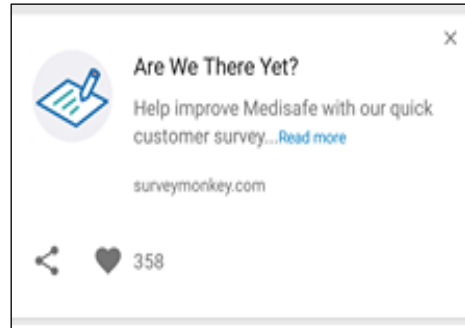 Are We There Yet?
Help improve Medisafe with our quick
customer survey...Read more
surveymonkey.com
358